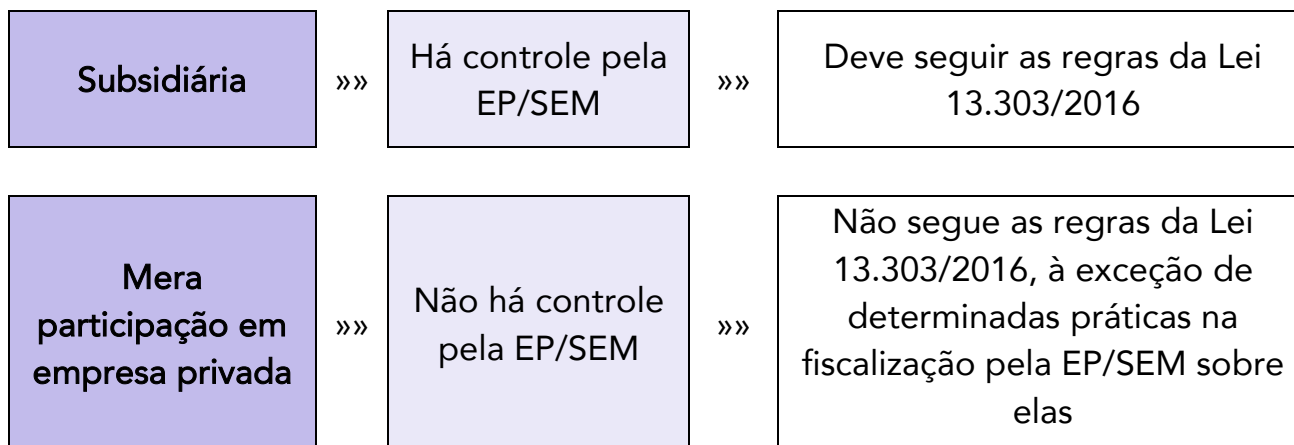 Subsidiária
»»
Há controle pela
EP/SEM
»»
Deve seguir as regras da Lei
13.303/2016
Mera
participação em
empresa privada
»»
Não há controle
pela EP/SEM
»»
Não segue as regras da Lei
13.303/2016, à exceção de
determinadas práticas na
fiscalização pela EP/SEM sobre
elas